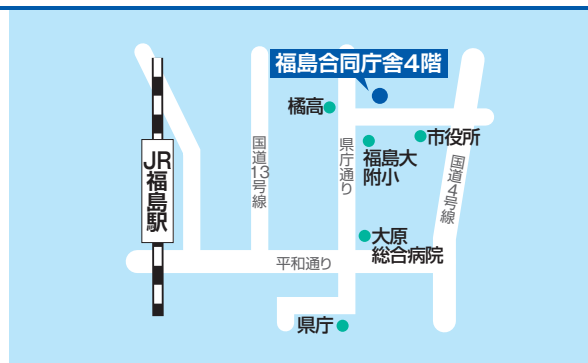 福島合同庁舎4階
橘高
市役所
福島大
附小
国道13号線
県庁通り
国道4号線
JR
福島駅
大原
総合病院
平和通り
県庁